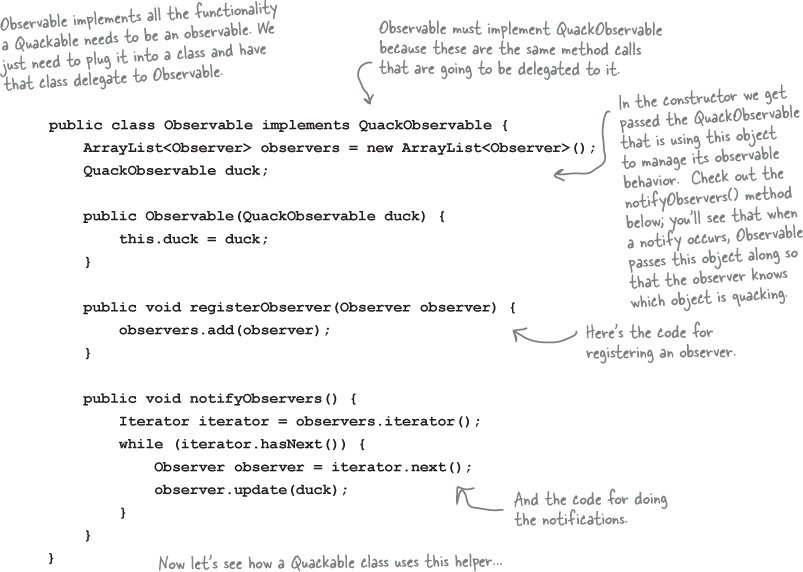 Observable implements all the functionality
a Quackable needs to be an observable. We
just need to plug it into a class and have
that class delegate to Observable.
Observable must implement QuackObservable
because these are the same method calls
that are going to be delegated to it.
public class Observable implements QuackObservable {
ArrayList<Observer> observers = new ArrayList<Observer>();
QuackObservable duck;
In the constructor we get
passed the QuackObservable
that is using this object
to manage its observable
behavior. Check out the
notifyObservers() method
below; you'll see that when
a notify occurs, Observable
passes this object along so
that the observer knows
which object is quacking.
public Observable(QuackObservable duck) {
this.duck = duck;
}
public void registerObserver(Observer observer) {
observers.add(observer);
}
Here's the code for
registering an observer.
public void notifyObservers() {
Iterator iterator = observers.iterator();
while (iterator.hasNext()) {
Observer observer = iterator.next();
observer.update(duck);
}
}
}
And the code for doing
the notifications.
Now let's see how a Quackable class uses this helper...